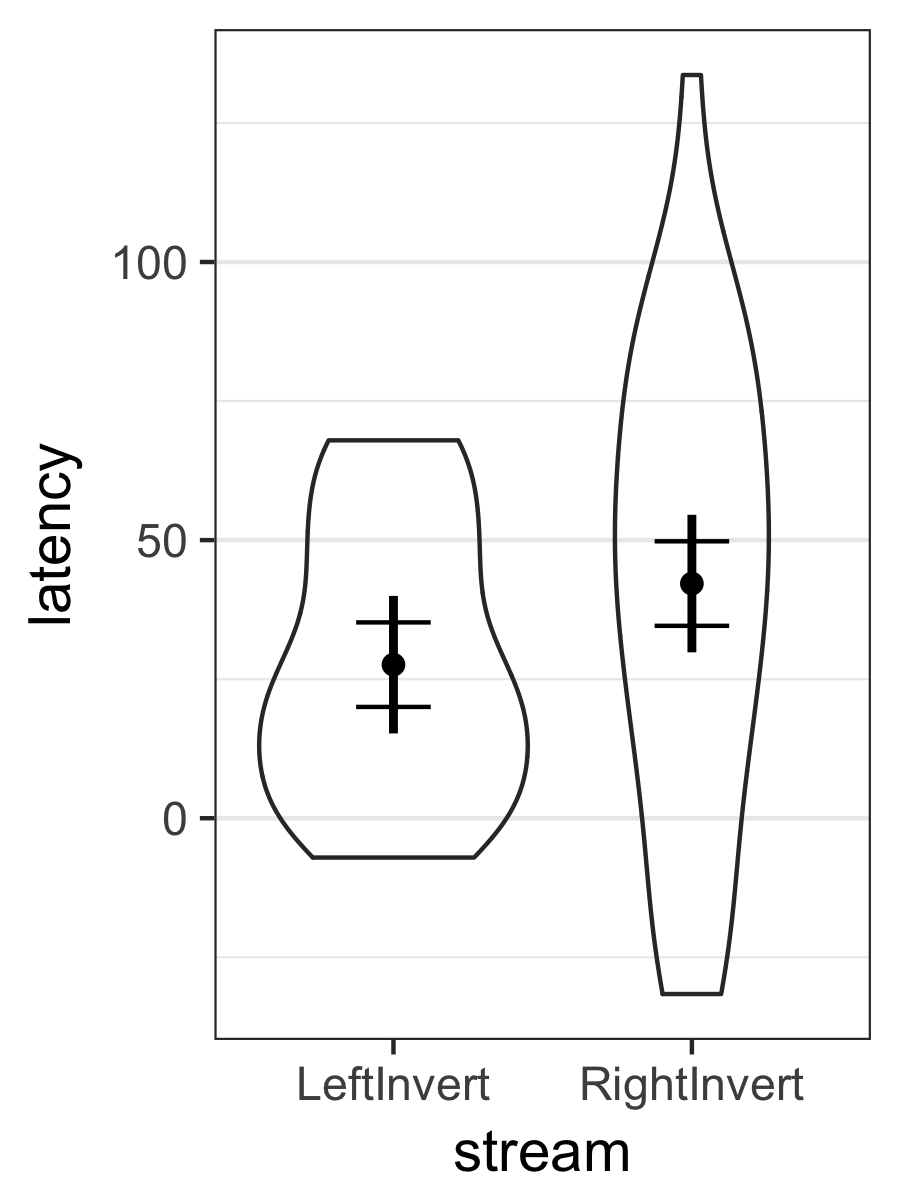 latency
100
50
0
LeftInvert
RightInvert
stream